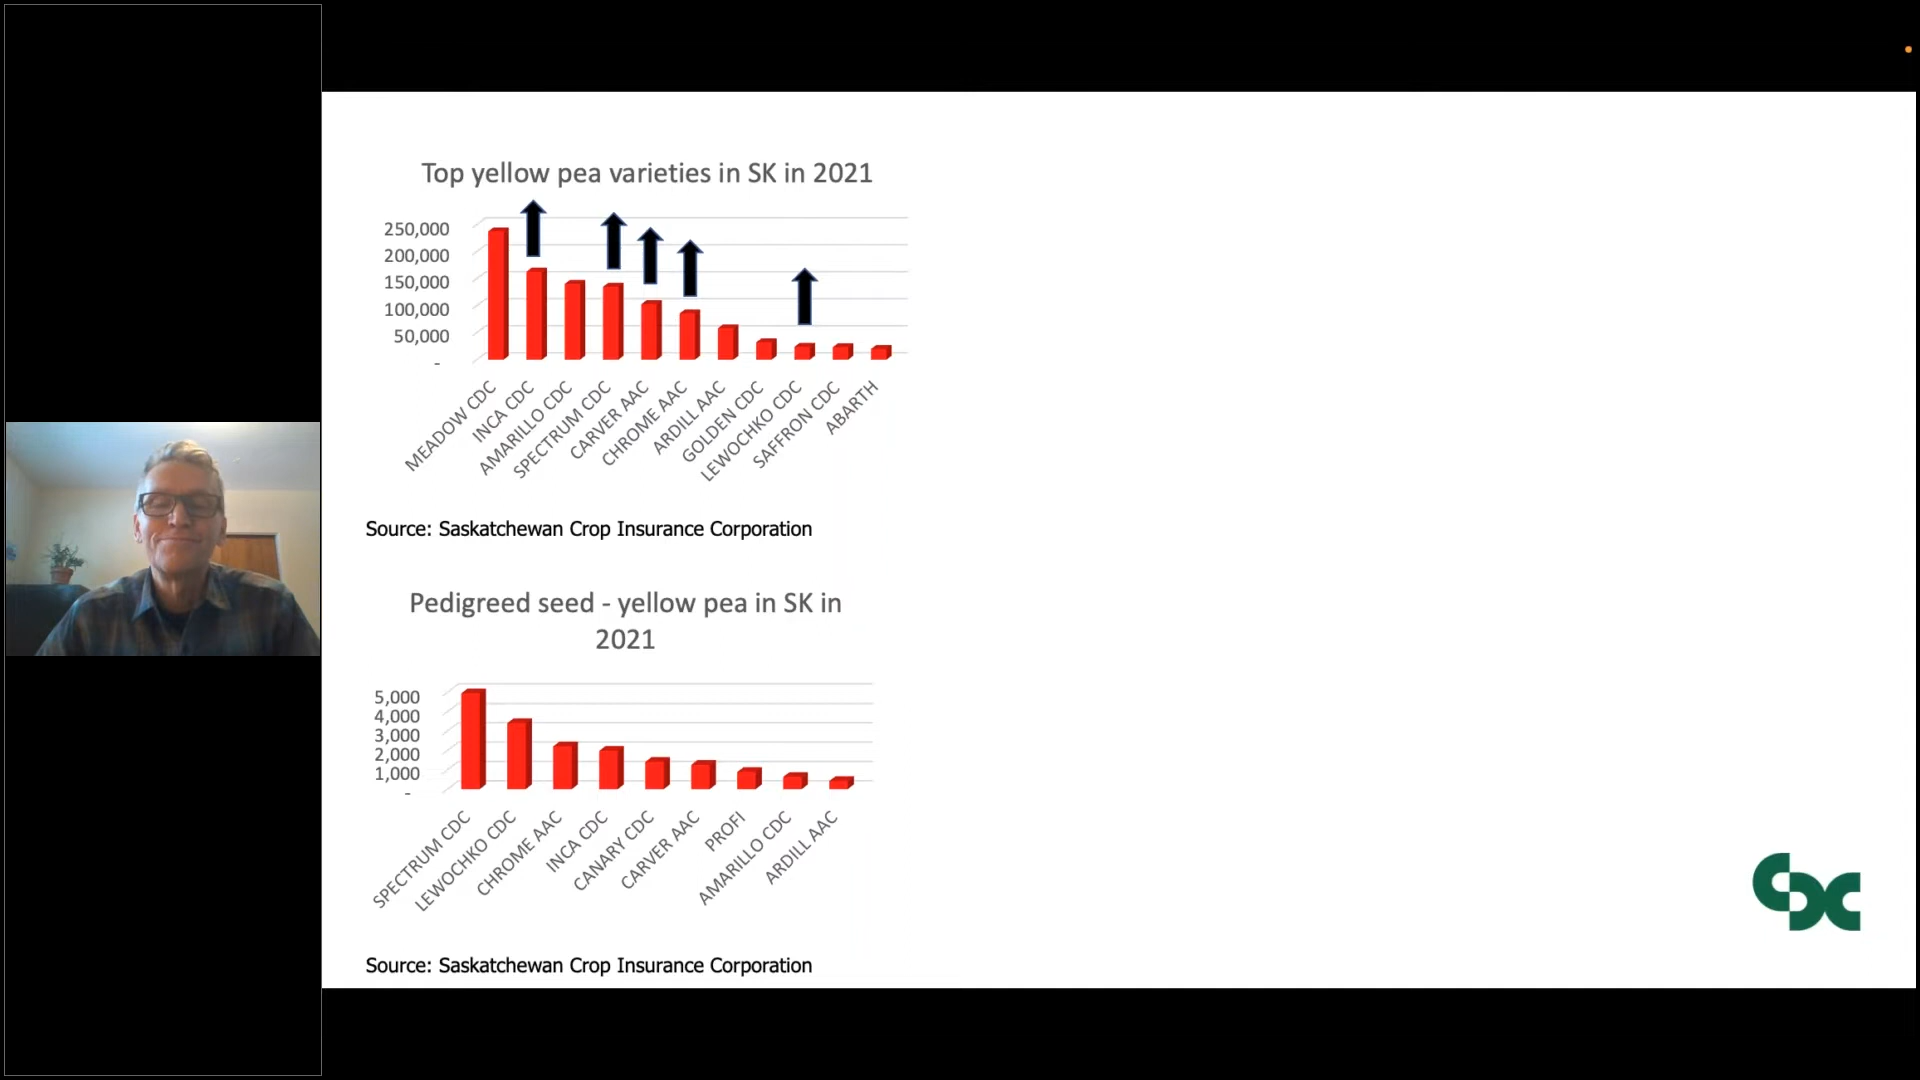 Top yellow pea varieties in SK in 2021
250,000
200,000
150,000
100,000
50,000
-
MEADOW CDC
INCA CDC
AMARILLO CDC
SPECTRUM CDC
CARVER AAC
CHROME AAC
ARDILL AAC
GOLDEN CDC
LEWOCHKO CDC
SAFFRON CDC
ABARTH
Source: Saskatchewan Crop Insurance Corporation
Pedigreed seed - yellow pea in SK in
2021
5,000
4,000
3,000
2,000
1,000
-
SPECTRUM CDC
LEWOCHKO CDC
CHROME AAC
INCA CDC
CANARY CDC
CARVER AAC
PROFI
AMARILLO CDC
ARDILL AAC
CDC
Source: Saskatchewan Crop Insurance Corporation